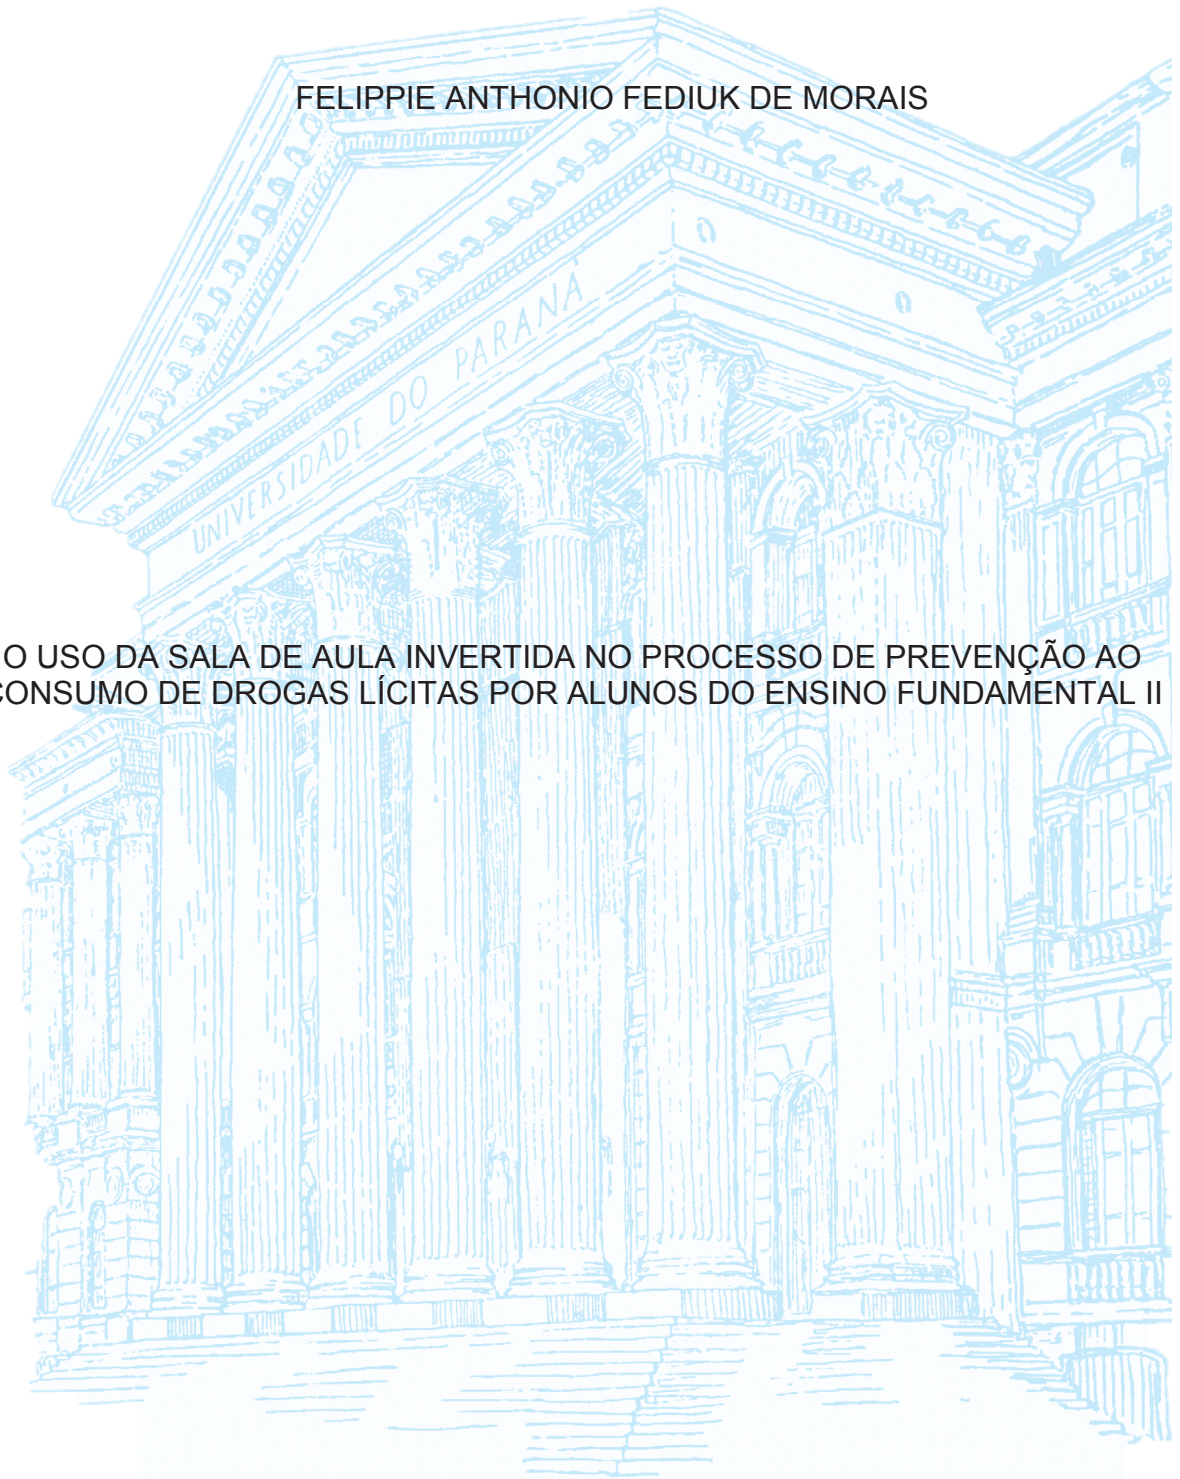 FELIPPIE ANTHONIO FEDIUK DE MORAIS
UNIVERSIDADE DO PARANÁ
O USO DA SALA DE AULA INVERTIDA NO PROCESSO DE PREVENÇÃO AO
CONSUMO DE DROGAS LÍCITAS POR ALUNOS DO ENSINO FUNDAMENTAL II